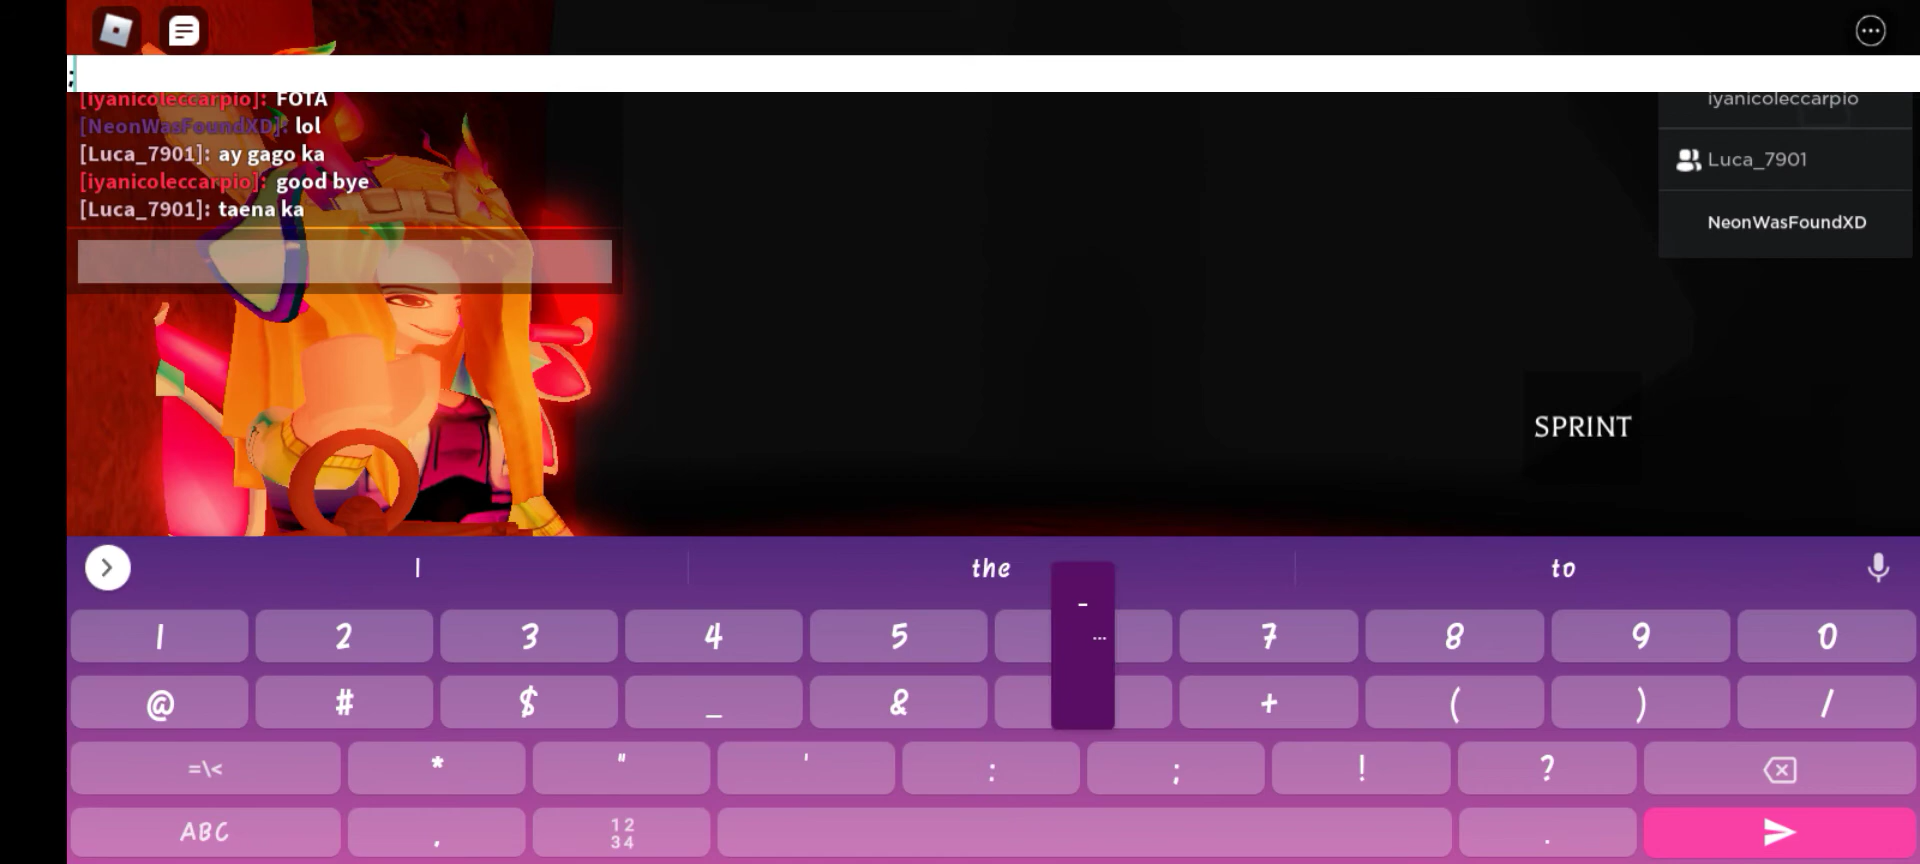 ;
[iyanicoleccarpio]: FOTA
[NeonWasFoundXD]: lol
[Luca_7901]: ay gago ka
[iyanicoleccarpio]: good bye
[Luca_7901]: taena ka
iyanicoleccarpio
Luca_7901
NeonWasFoundXD
SPRINT
I the to
1 2 3 4 5 7 8 9 0
@ # $ _ & - + ( ) /
=\< * " ' : ; ! ?
ABC , 12 34 .